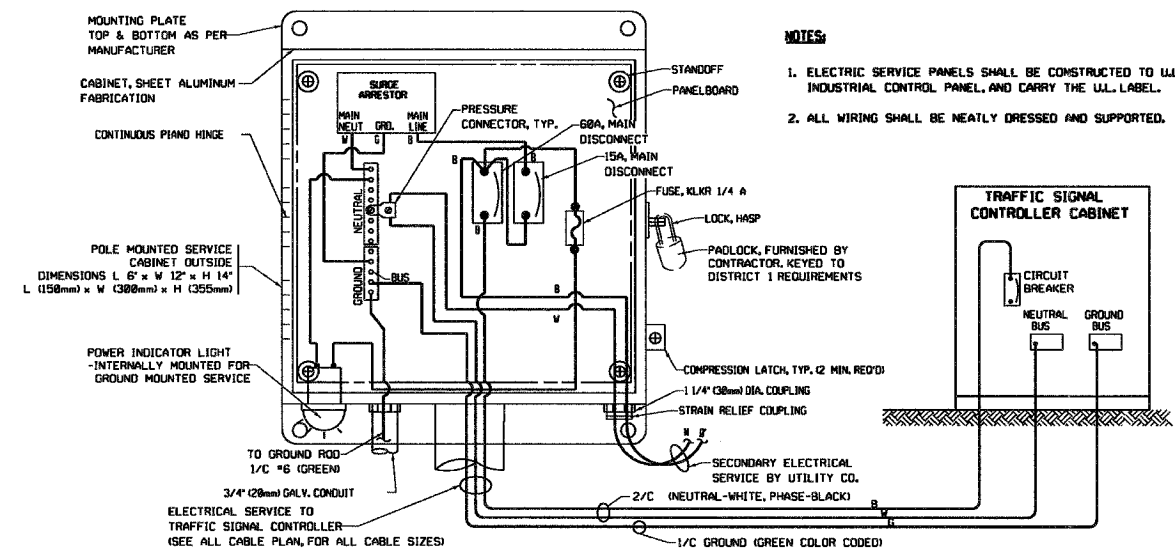 MOUNTING PLATE
TOP & BOTTOM AS PER
MANUFACTURER
CABINET, SHEET ALUMINUM
FABRICATION
CONTINUOUS PIANO HINGE
POLE MOUNTED SERVICE
CABINET OUTSIDE
DIMENSIONS L 6" x W 12" x H 14"
L (150mm) x W (300mm) x H (355mm)
POWER INDICATOR LIGHT
-INTERNALLY MOUNTED FOR
GROUND MOUNTED SERVICE
SURGE
ARRESTOR
MAIN
NEUT
GRD.
MAIN
LINE
W
G
B
PRESSURE
CONNECTOR, TYP.
STANDOFF
PANELBOARD
60A, MAIN
DISCONNECT
15A, MAIN
DISCONNECT
FUSE, KLKR 1/4 A
B
B
B
NEUTRAL
GROUND
BUS
B
W
LOCK, HASP
PADLOCK, FURNISHED BY
CONTRACTOR. KEYED TO
DISTRICT 1 REQUIREMENTS
COMPRESSION LATCH, TYP. (2 MIN. REQ'D)
1 1/4" (30mm) DIA. COUPLING
STRAIN RELIEF COUPLING
SECONDARY ELECTRICAL
SERVICE BY UTILITY CO.
TO GROUND ROD
1/C #6 (GREEN)
3/4" (20mm) GALV. CONDUIT
ELECTRICAL SERVICE TO
TRAFFIC SIGNAL CONTROLLER
(SEE ALL CABLE PLAN, FOR ALL CABLE SIZES)
2/C (NEUTRAL-WHITE, PHASE-BLACK)
1/C GROUND (GREEN COLOR CODED)
B
W
G
NOTES:
1. ELECTRIC SERVICE PANELS SHALL BE CONSTRUCTED TO
INDUSTRIAL CONTROL PANEL, AND CARRY THE U.L. LABEL.
2. ALL WIRING SHALL BE NEATLY DRESSED AND SUPPORTED.
TRAFFIC SIGNAL
CONTROLLER CABINET
CIRCUIT
BREAKER
NEUTRAL
BUS
GROUND
BUS